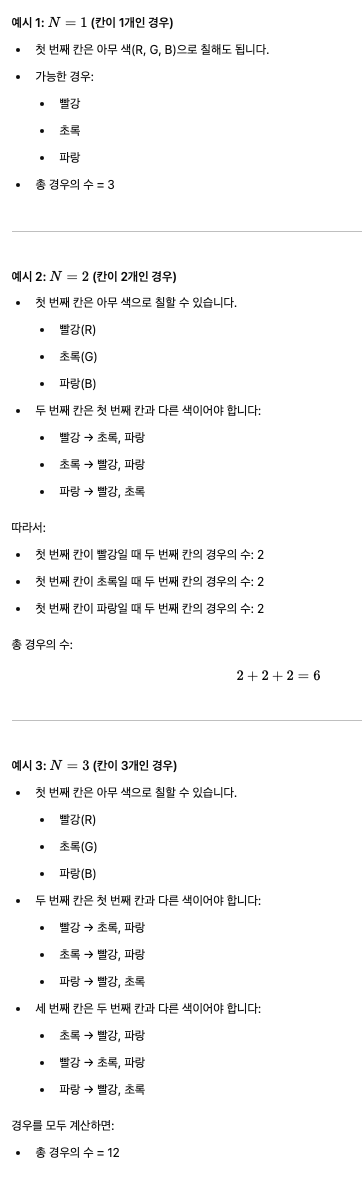 예시 1: N = 1 (칸이 1개인 경우)
• 첫 번째 칸은 아무 색(R, G, B)으로 칠해도 됩니다.
• 가능한 경우:
• 빨강
• 초록
• 파랑
• 총 경우의 수 = 3
예시 2: N = 2 (칸이 2개인 경우)
• 첫 번째 칸은 아무 색으로 칠할 수 있습니다.
• 빨강(R)
• 초록(G)
• 파랑(B)
• 두 번째 칸은 첫 번째 칸과 다른 색이어야 합니다:
• 빨강 → 초록, 파랑
• 초록 → 빨강, 파랑
• 파랑 → 빨강, 초록
따라서:
• 첫 번째 칸이 빨강일 때 두 번째 칸의 경우의 수: 2
• 첫 번째 칸이 초록일 때 두 번째 칸의 경우의 수: 2
• 첫 번째 칸이 파랑일 때 두 번째 칸의 경우의 수: 2
총 경우의 수:
2 + 2 + 2 = 6
예시 3: N = 3 (칸이 3개인 경우)
• 첫 번째 칸은 아무 색으로 칠할 수 있습니다.
• 빨강(R)
• 초록(G)
• 파랑(B)
• 두 번째 칸은 첫 번째 칸과 다른 색이어야 합니다:
• 빨강 → 초록, 파랑
• 초록 → 빨강, 파랑
• 파랑 → 빨강, 초록
• 세 번째 칸은 두 번째 칸과 다른 색이어야 합니다:
• 초록 → 빨강, 파랑
• 빨강 → 초록, 파랑
• 파랑 → 빨강, 초록
경우를 모두 계산하면:
• 총 경우의 수 = 12